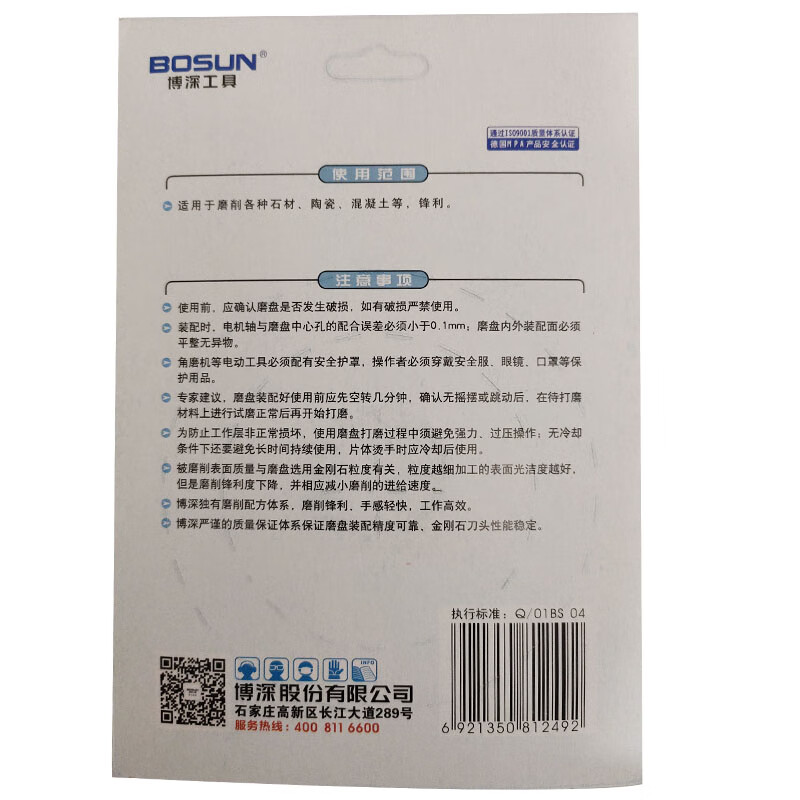 BOSUN®
博深工具
通过ISO9001质量体系认证
德国MPA产品安全认证
使用范围
适用于磨削各种石材、陶瓷、混凝土等，锋利。
注意事项
使用前，应确认磨盘是否发生破损，如有破损严禁使用。
装配时，电机轴与磨盘中心孔的配合误差必须小于0.1mm；磨盘内外装配面必须
平整无异物。
角磨机等电动工具必须配有安全护罩，操作者必须穿戴安全服、眼镜、口罩等保
护用品。
专家建议，磨盘装配好使用前应先空转几分钟，确认无摇摆或跳动后，在待打磨
材料上进行试磨正常后再开始打磨。
为防止工作层非正常损坏，使用磨盘打磨过程中须避免强力、过压操作；无冷却
条件下还要避免长时间持续使用，片体烫手时应冷却后使用。
被磨削表面质量与磨盘选用金刚石粒度有关，粒度越细加工的表面光洁度越好，
但是磨削锋利度下降，并相应减小磨削的进给速度。
博深独有磨削配方体系，磨削锋利、手感轻快，工作高效。
博深严谨的质量保证体系保证磨盘装配精度可靠、金刚石刀头性能稳定。
执行标准：Q/01BS 04
INFO
博深股份有限公司
石家庄高新区长江大道289号
服务热线：400 811 6600
6 921350 812492